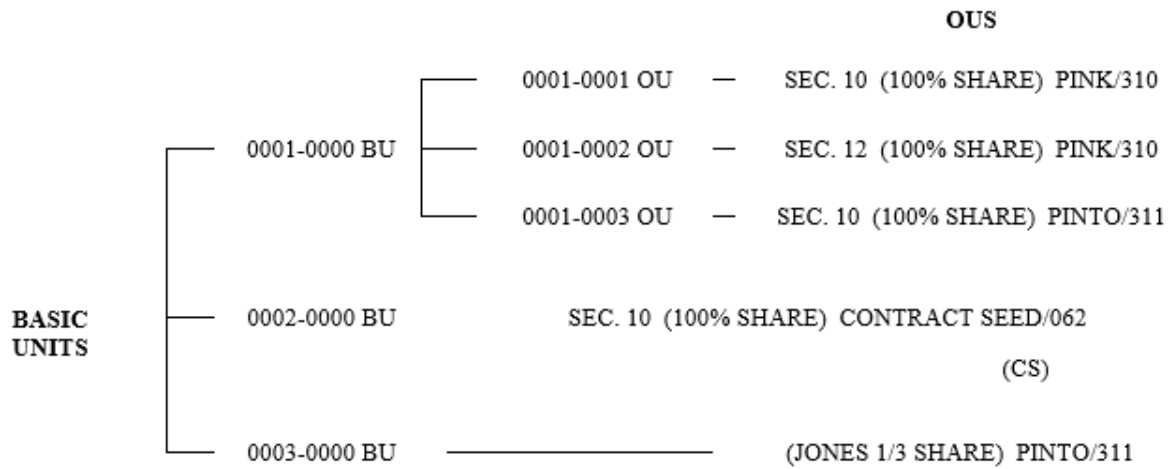 OUS
0001-0001 OU — SEC. 10 (100% SHARE) PINK/310
0001-0000 BU 0001-0002 OU — SEC. 12 (100% SHARE) PINK/310
0001-0003 OU — SEC. 10 (100% SHARE) PINTO/311
BASIC
UNITS
0002-0000 BU SEC. 10 (100% SHARE) CONTRACT SEED/062
(CS)
0003-0000 BU (JONES 1/3 SHARE) PINTO/311